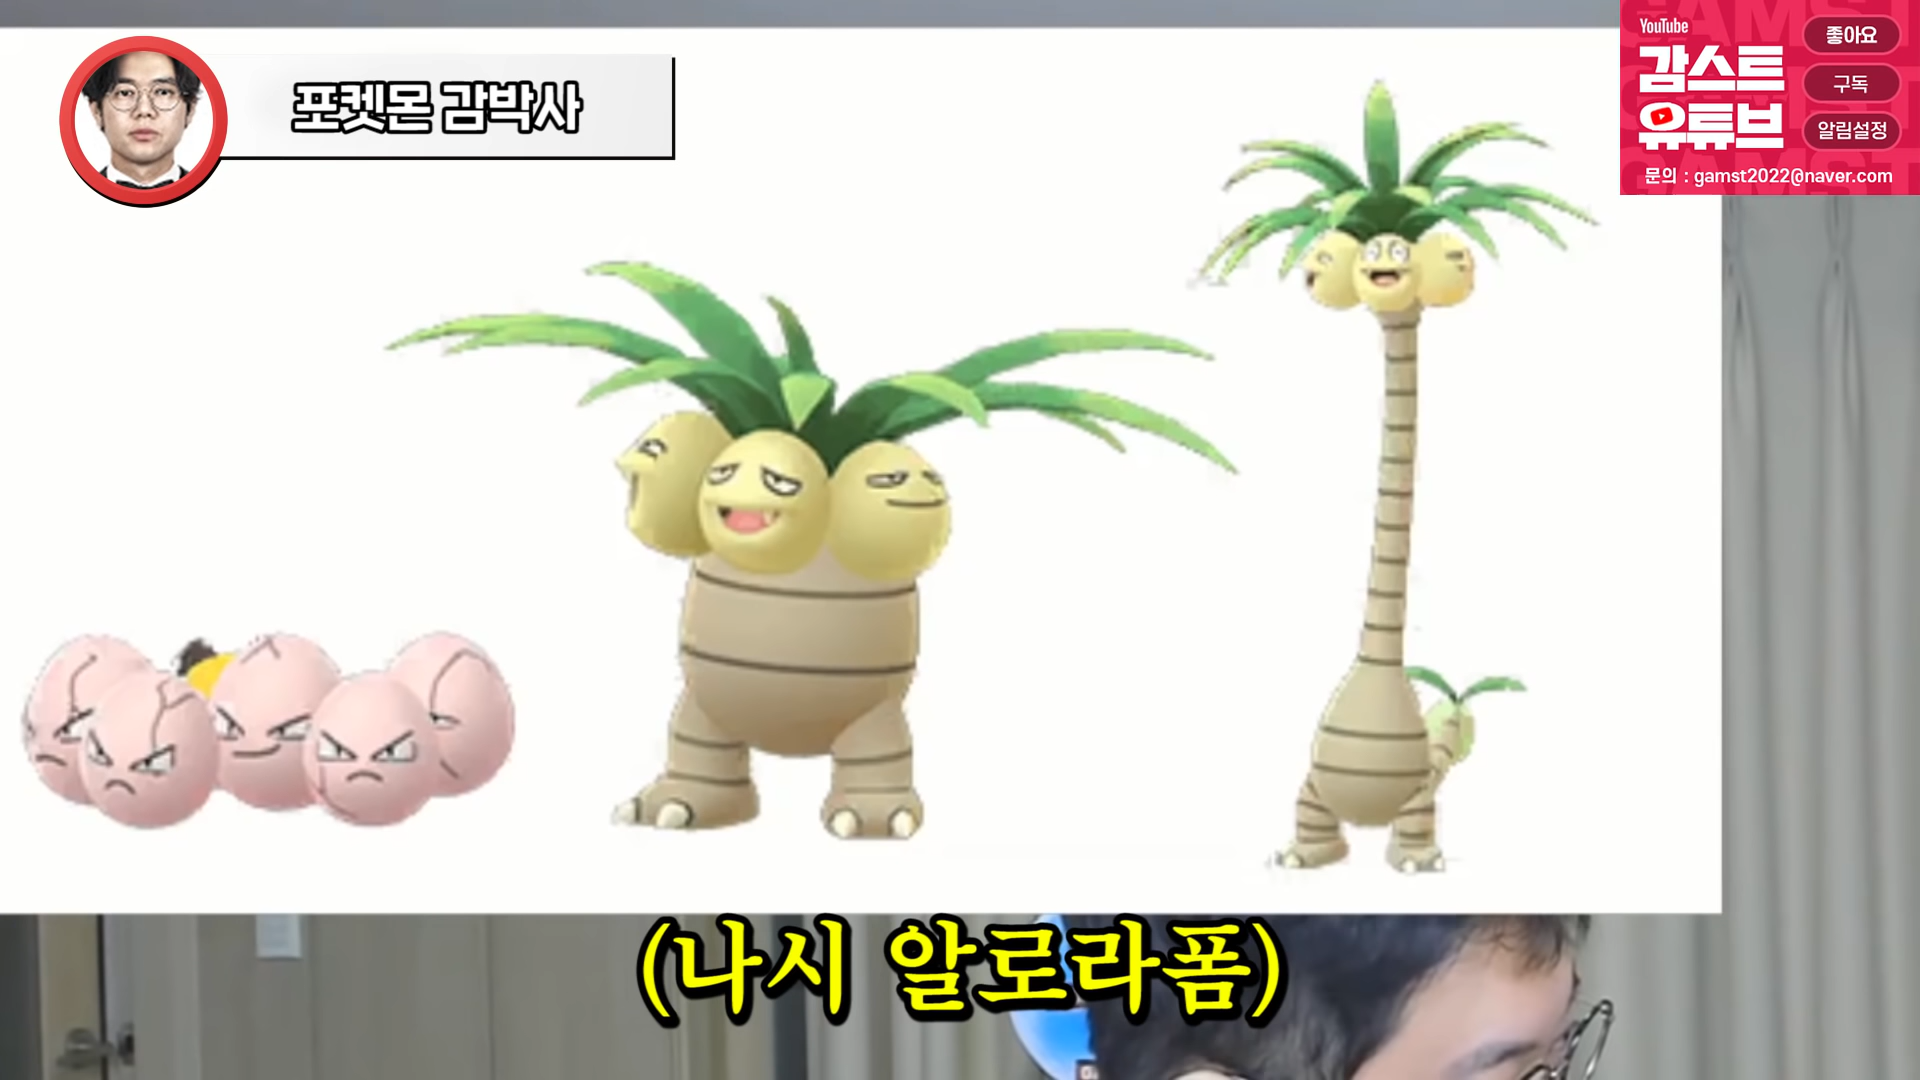 포켓몬 감박사
YouTube
감스트
유튜브
좋아요
구독
알림설정
문의 : gamst2022@naver.com
(나시 알로라폼)